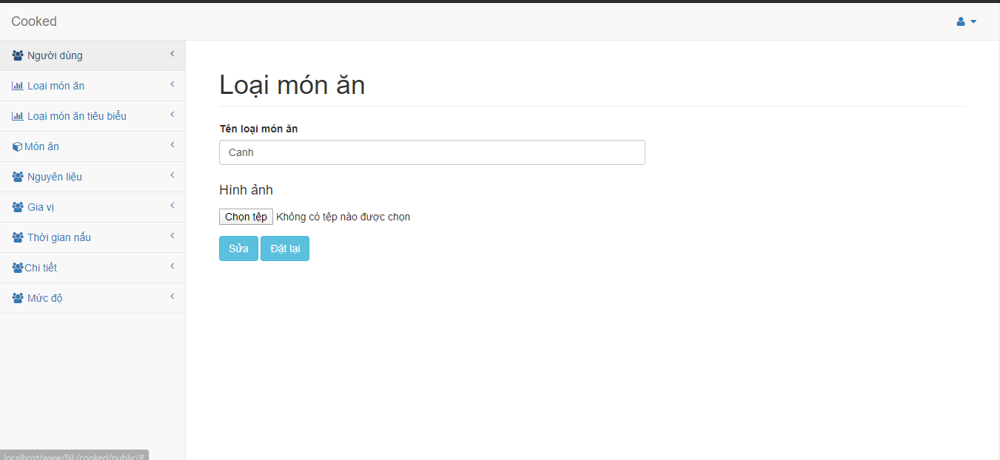 Cooked
Người dùng
Loại món ăn
Loại món ăn tiêu biểu
Món ăn
Nguyên liệu
Gia vị
Thời gian nấu
Chi tiết
Mức độ
Loại món ăn
Tên loại món ăn
Canh
Hình ảnh
Chọn tệp Không có tệp nào được chọn
Sửa Đặt lại
localhost/www/NL/cooked/public/#